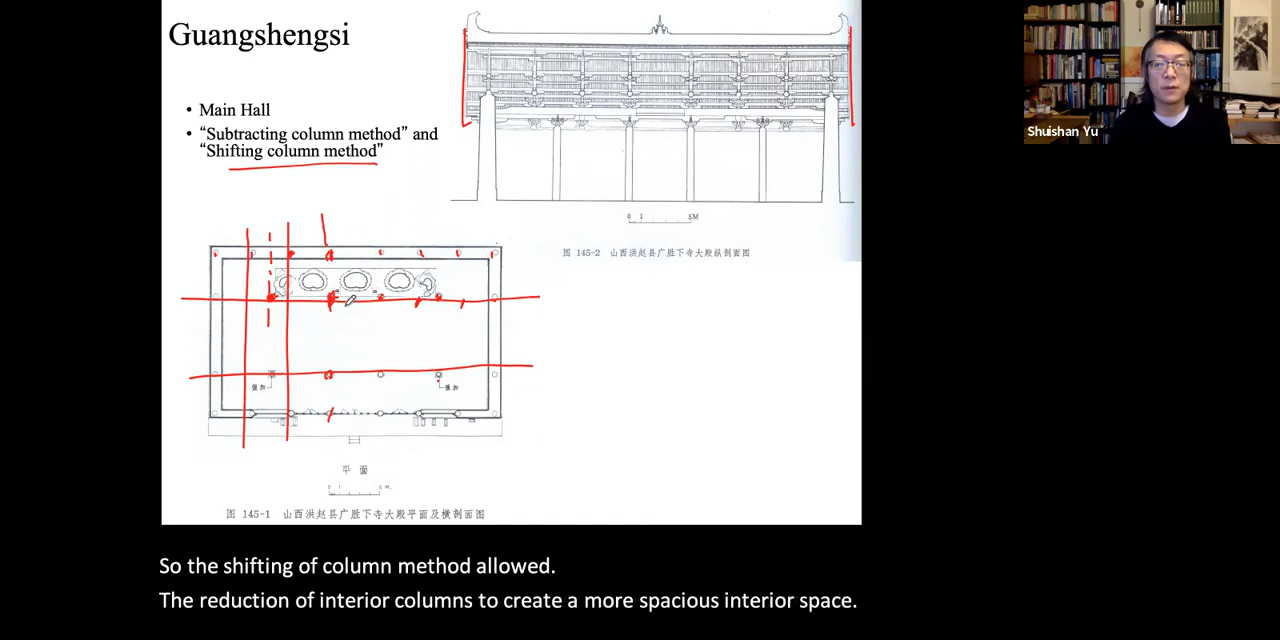 Guangshengsi
• Main Hall
• “Subtracting column method” and
“Shifting column method”
Shuishan Yu
0 1 5M
图 145-2 山西洪赵县广胜下寺大殿纵剖面图
平 面
图 145-1 山西洪赵县广胜下寺大殿平面及横剖面图
So the shifting of column method allowed.
The reduction of interior columns to create a more spacious interior space.